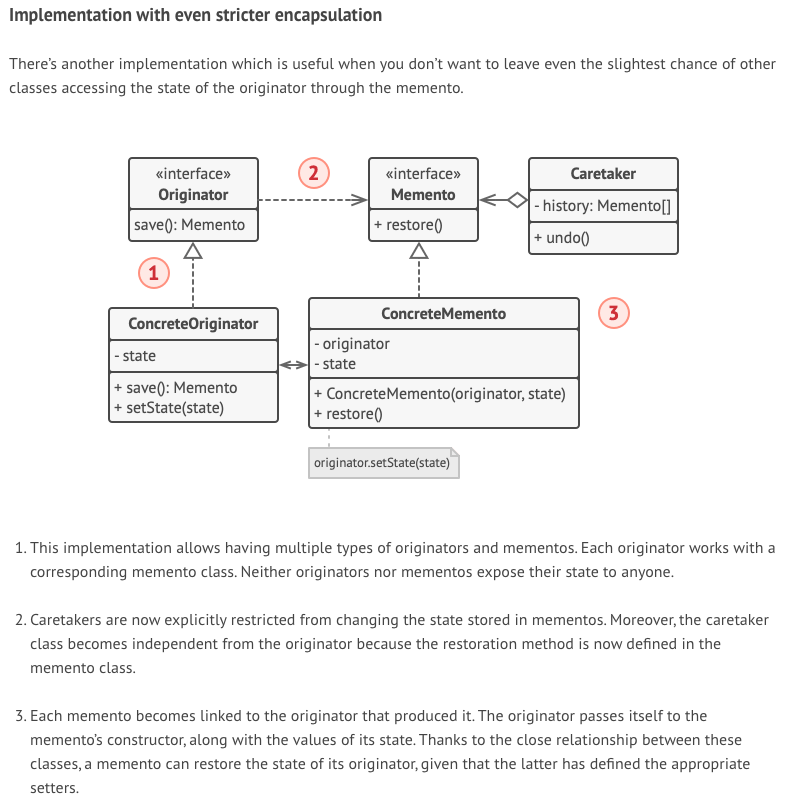 Implementation with even stricter encapsulation
There’s another implementation which is useful when you don’t want to leave even the slightest chance of other
classes accessing the state of the originator through the memento.
«interface»
Originator
save(): Memento
2
«interface»
Memento
+ restore()
Caretaker
- history: Memento[]
+ undo()
1
ConcreteOriginator
- state
+ save(): Memento
+ setState(state)
ConcreteMemento
- originator
- state
+ ConcreteMemento(originator, state)
+ restore()
3
originator.setState(state)
1. This implementation allows having multiple types of originators and mementos. Each originator works with a
corresponding memento class. Neither originators nor mementos expose their state to anyone.
2. Caretakers are now explicitly restricted from changing the state stored in mementos. Moreover, the caretaker
class becomes independent from the originator because the restoration method is now defined in the
memento class.
3. Each memento becomes linked to the originator that produced it. The originator passes itself to the
memento’s constructor, along with the values of its state. Thanks to the close relationship between these
classes, a memento can restore the state of its originator, given that the latter has defined the appropriate
setters.